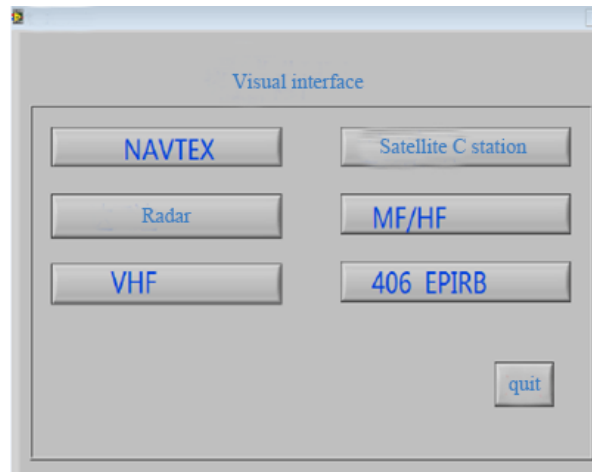 Visual interface
NAVTEX
Satellite C station
Radar
MF/HF
VHF
406 EPIRB
quit